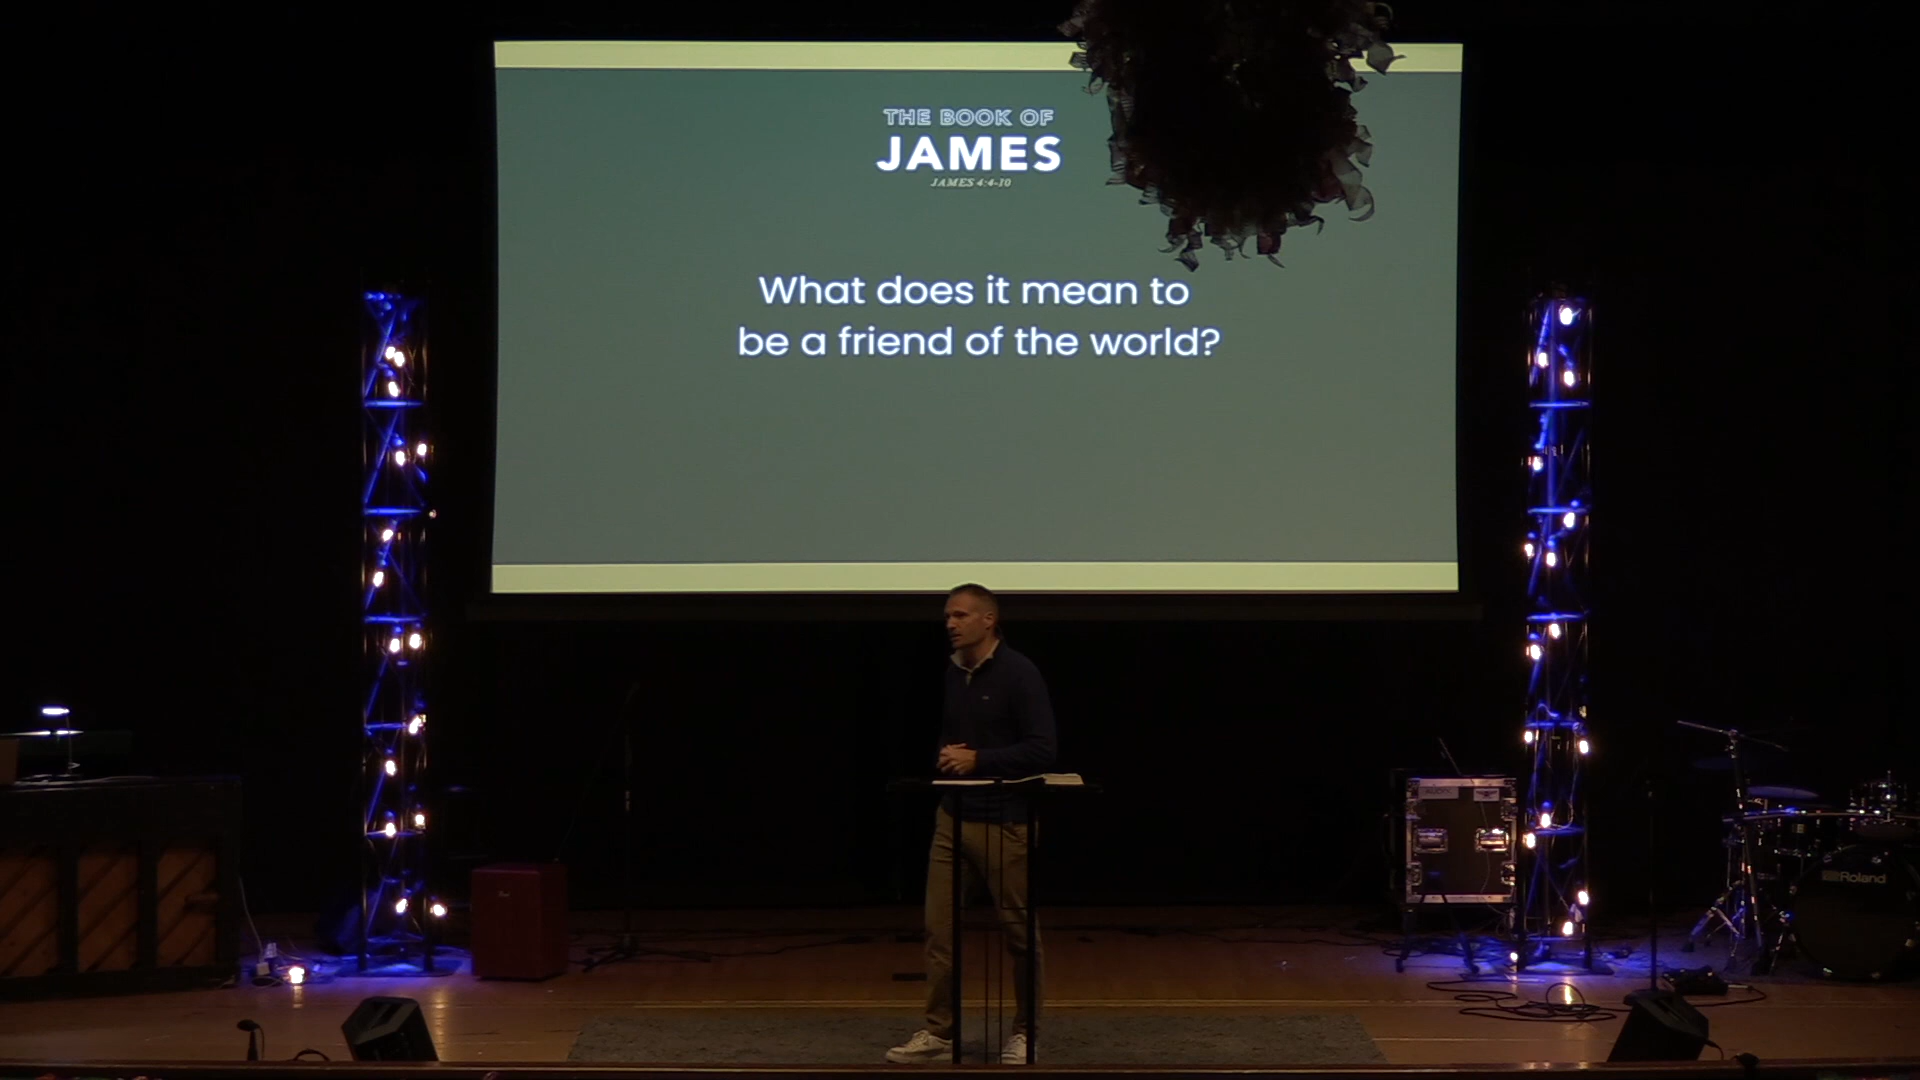 THE BOOK OF
JAMES
JAMES 4:4-10
What does it mean to
be a friend of the world?
Roland